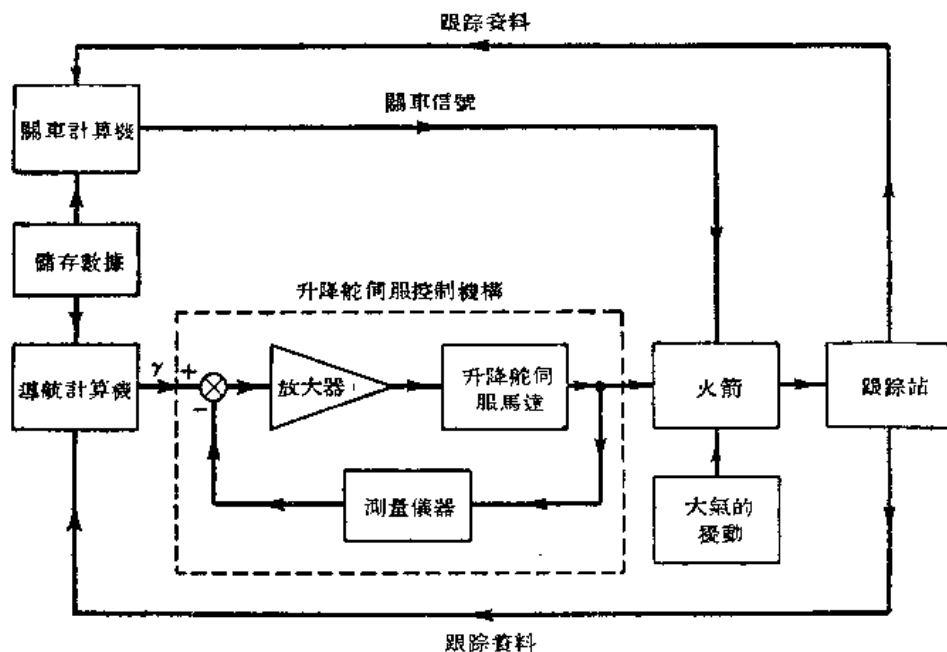 跟踪資料
關車計算機
關車信號
儲存數據
升降舵伺服控制機構
導航計算機
γ
+
−
放大器
升降舵伺
服馬達
火箭
跟踪站
測量儀器
大氣的
擾動
跟踪資料